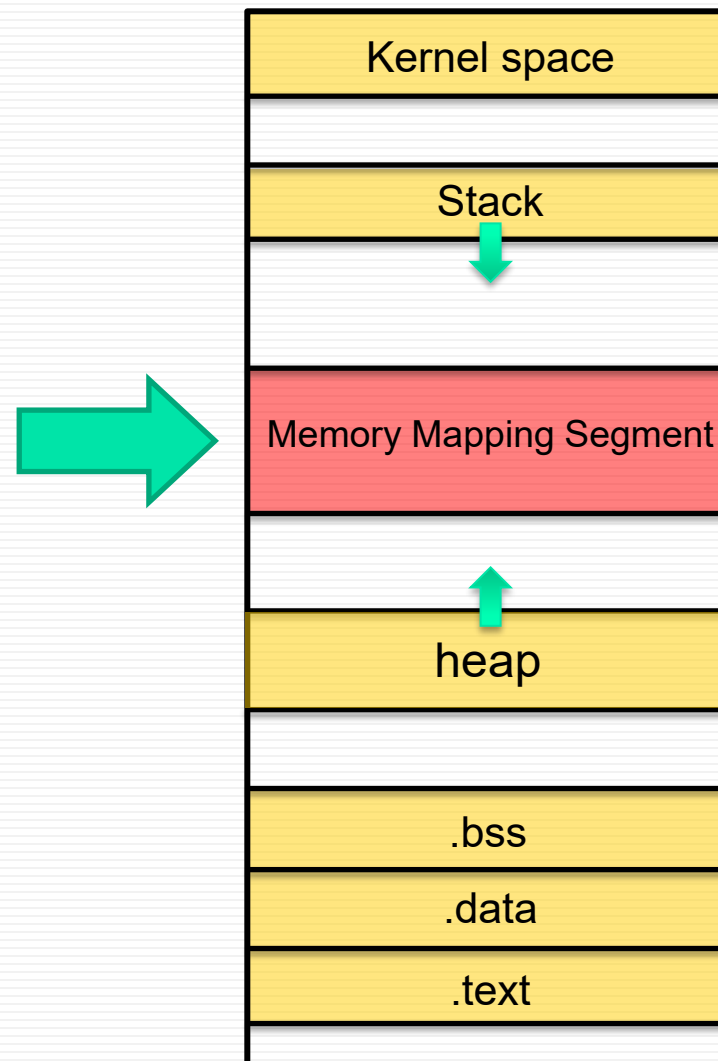 Kernel space
Stack
Memory Mapping Segment
heap
.bss
.data
.text